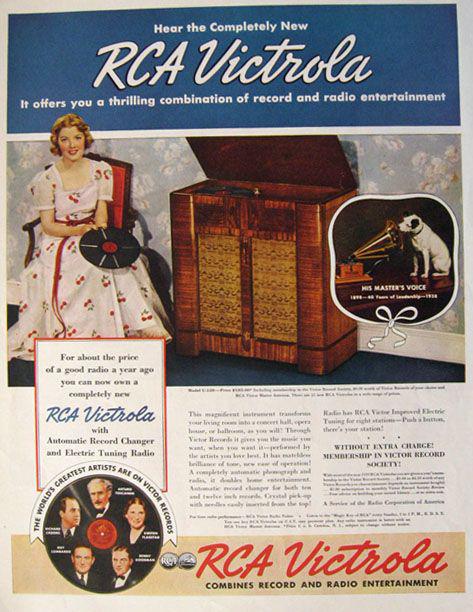 Hear the Completely New
RCA Victrola
It offers you a thrilling combination of record and radio entertainment
HIS MASTER'S VOICE
1898—40 Years of Leadership—1938
For about the price
of a good radio a year ago
you can now own a
completely new
RCA Victrola
with
Automatic Record Changer
and Electric Tuning Radio
THE WORLD'S GREATEST ARTISTS ARE ON VICTOR RECORDS
ARTURO
TOSCANINI
RICHARD
CROOKS
KIRSTEN
FLAGSTAD
GUY
LOMBARDO
BENNY
GOODMAN
Including membership in the Victor Record Society,
This magnificent instrument transforms
your living room into a concert hall, opera
house, or ballroom, as you will! Through
Victor Records it gives you the music you
want, when you want it—performed by
the artists you love best. It has matchless
brilliance of tone, new ease of operation!
A completely automatic phonograph and
radio, it doubles home entertainment.
Automatic record changer for both ten
and twelve inch records. Crystal pick-up
with needles easily inserted from the top!
Radio has RCA Victor Improved Electric
Tuning for eight stations—Push a button,
there's your station!
WITHOUT EXTRA CHARGE!
MEMBERSHIP IN VICTOR RECORD
SOCIETY!
A Service of the Radio Corporation of America
RCA Victrola
COMBINES RECORD AND RADIO ENTERTAINMENT